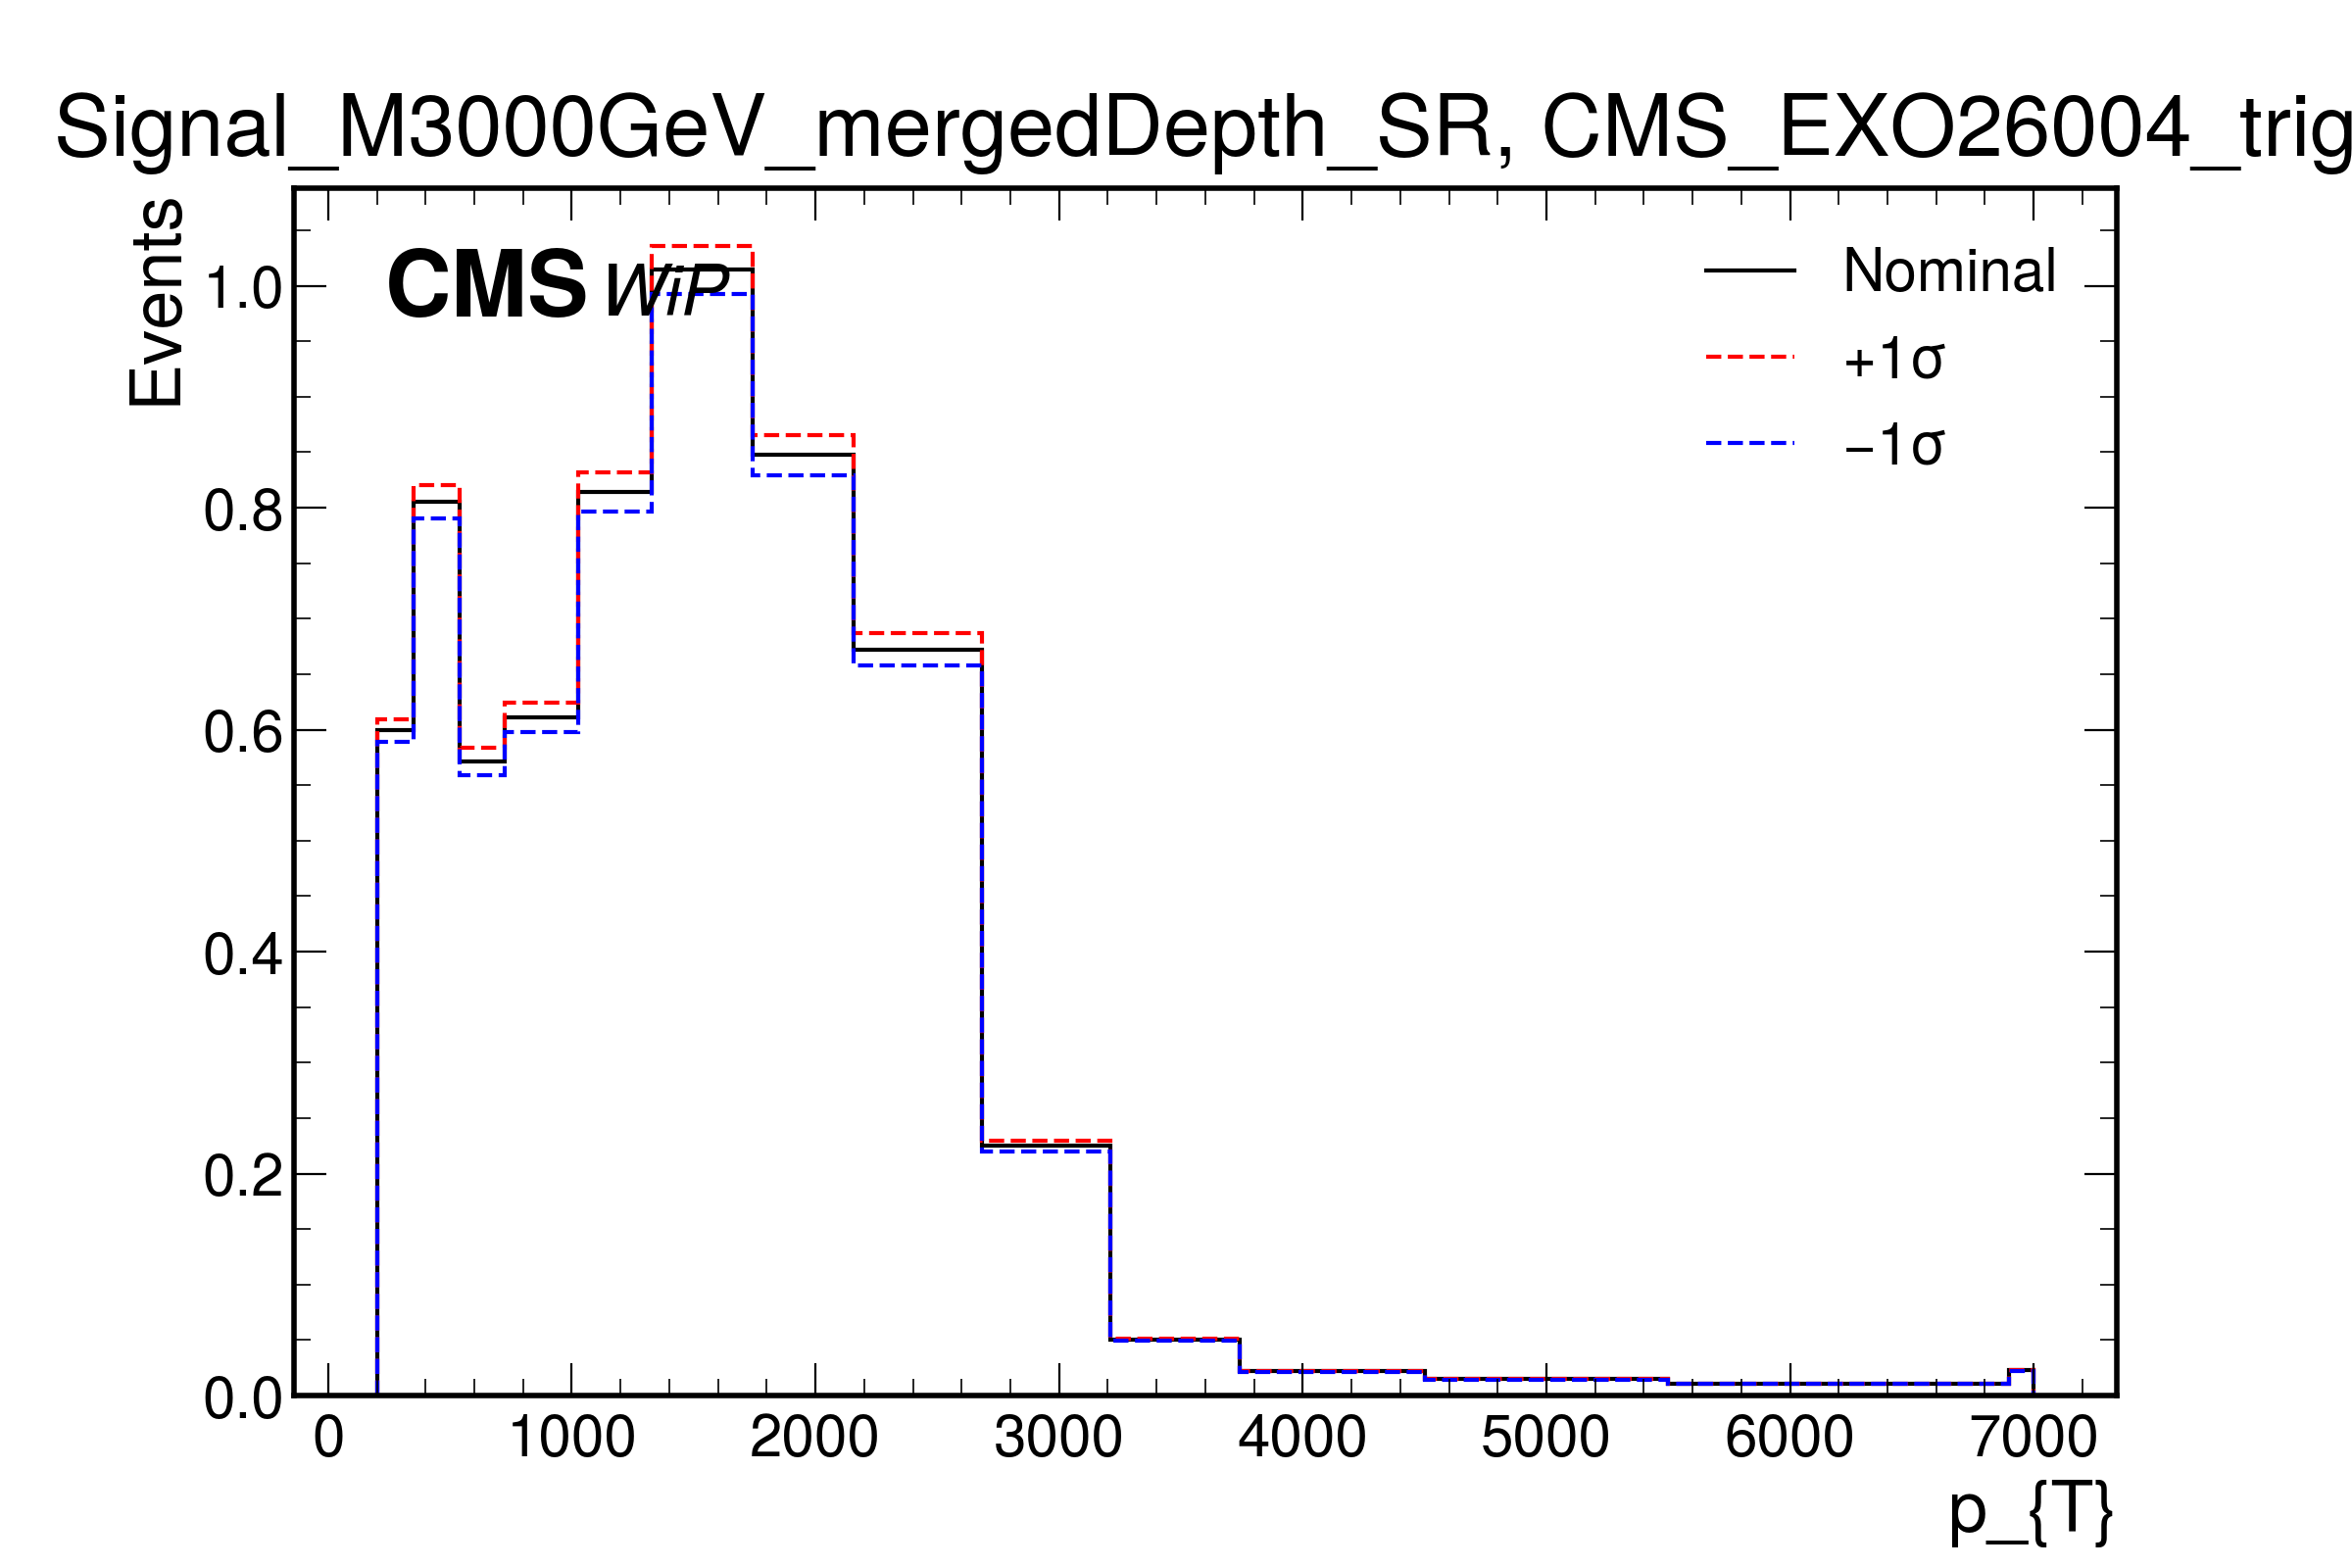 Signal_M3000GeV_mergedDepth_SR, CMS_EXO26004_trig
Events
CMS WiP
Nominal
+1σ
−1σ
1.0
0.8
0.6
0.4
0.2
0.0
0 1000 2000 3000 4000 5000 6000 7000
p_{T}